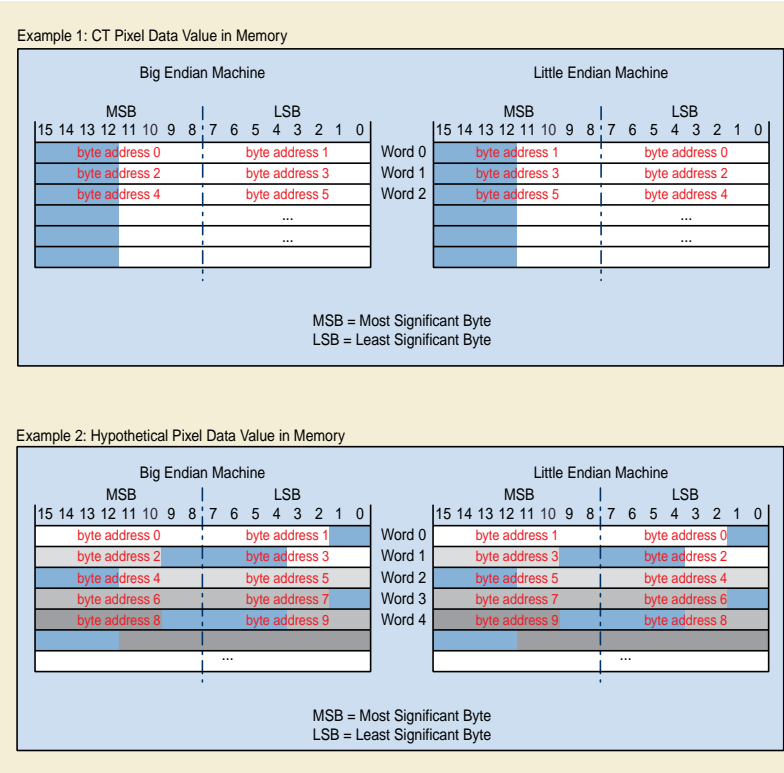 Example 1: CT Pixel Data Value in Memory
Big Endian Machine Little Endian Machine
MSB LSB MSB LSB
15 14 13 12 11 10 9 8 7 6 5 4 3 2 1 0 15 14 13 12 11 10 9 8 7 6 5 4 3 2 1 0
byte address 0 byte address 1 Word 0 byte address 1 byte address 0
byte address 2 byte address 3 Word 1 byte address 3 byte address 2
byte address 4 byte address 5 Word 2 byte address 5 byte address 4
... ...
... ...
MSB = Most Significant Byte
LSB = Least Significant Byte
Example 2: Hypothetical Pixel Data Value in Memory
Big Endian Machine Little Endian Machine
MSB LSB MSB LSB
15 14 13 12 11 10 9 8 7 6 5 4 3 2 1 0 15 14 13 12 11 10 9 8 7 6 5 4 3 2 1 0
byte address 0 byte address 1 Word 0 byte address 1 byte address 0
byte address 2 byte address 3 Word 1 byte address 3 byte address 2
byte address 4 byte address 5 Word 2 byte address 5 byte address 4
byte address 6 byte address 7 Word 3 byte address 7 byte address 6
byte address 8 byte address 9 Word 4 byte address 9 byte address 8
... ...
MSB = Most Significant Byte
LSB = Least Significant Byte